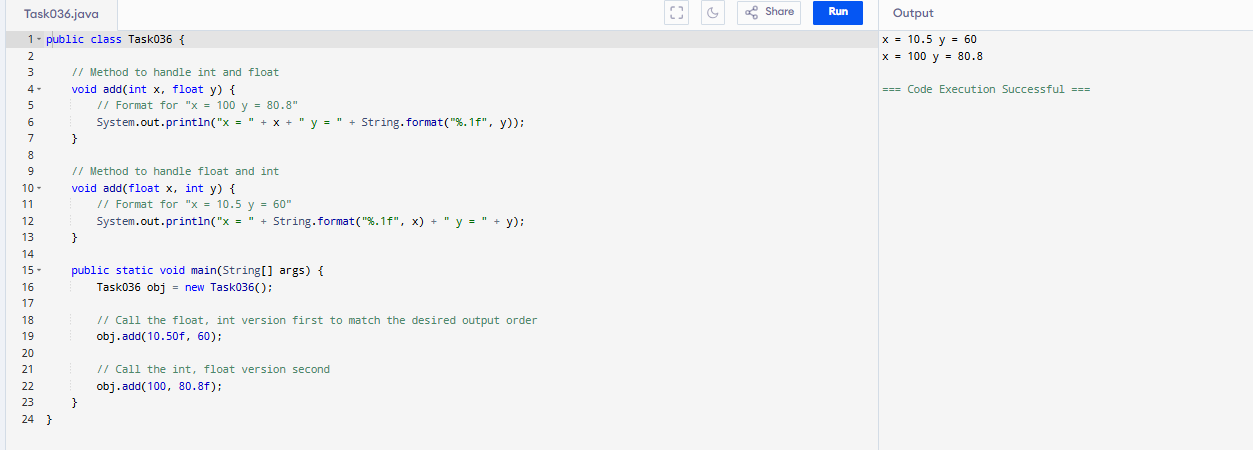 Task036.java
Share
Run
Output
1 public class Task036 {
2
3 // Method to handle int and float
4 void add(int x, float y) {
5 // Format for "x = 100 y = 80.8"
6 System.out.println("x = " + x + " y = " + String.format("%.1f", y));
7 }
8
9 // Method to handle float and int
10 void add(float x, int y) {
11 // Format for "x = 10.5 y = 60"
12 System.out.println("x = " + String.format("%.1f", x) + " y = " + y);
13 }
14
15 public static void main(String[] args) {
16 Task036 obj = new Task036();
17
18 // Call the float, int version first to match the desired output order
19 obj.add(10.50f, 60);
20
21 // Call the int, float version second
22 obj.add(100, 80.8f);
23 }
24 }
x = 10.5 y = 60
x = 100 y = 80.8
=== Code Execution Successful ===